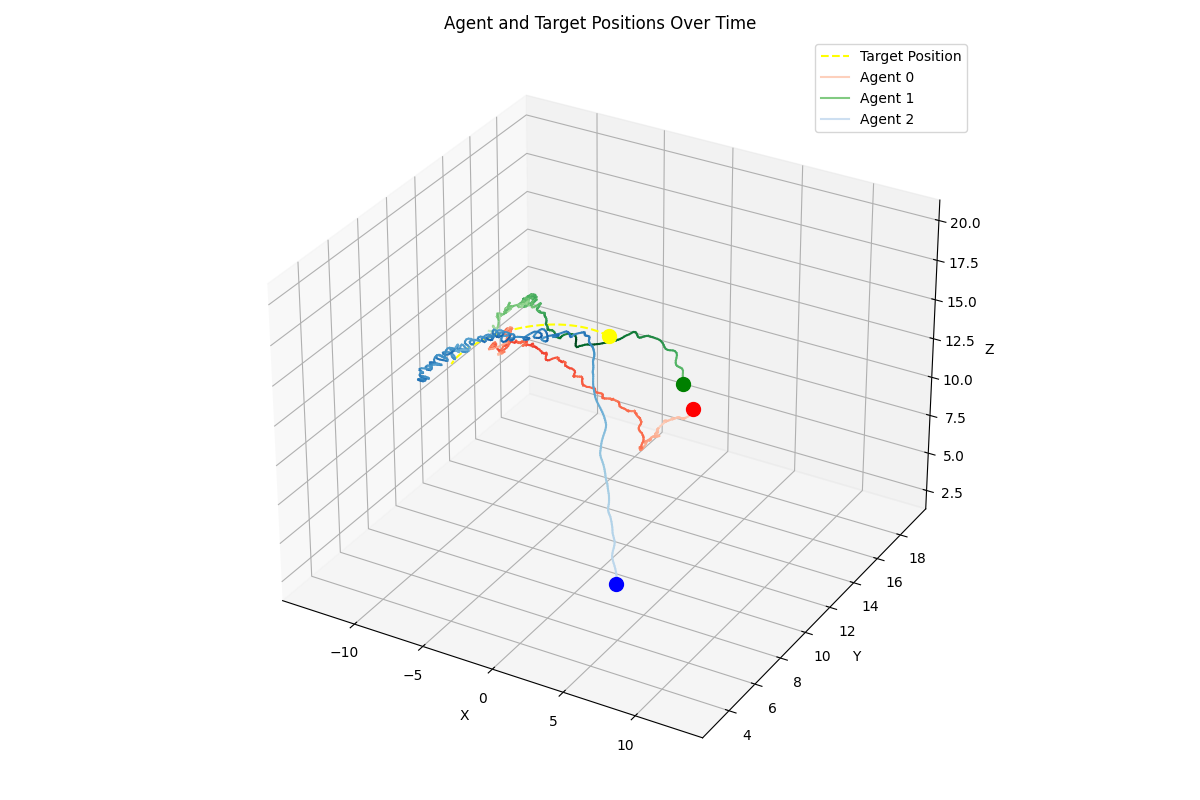 Agent and Target Positions Over Time
Target Position
Agent 0
Agent 1
Agent 2
20.0
17.5
15.0
12.5
Z
10.0
7.5
5.0
2.5
18
16
14
12
10
Y
8
6
4
−10
−5
0
X
5
10